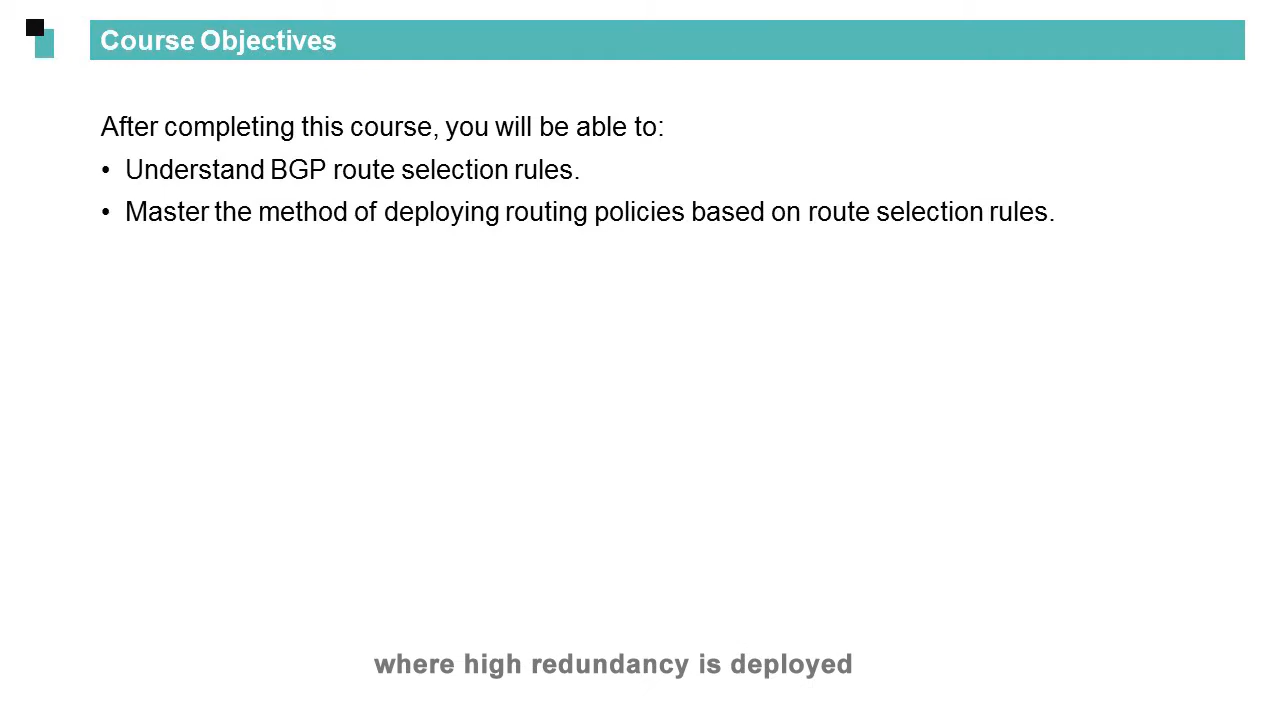 Course Objectives
After completing this course, you will be able to:
• Understand BGP route selection rules.
• Master the method of deploying routing policies based on route selection rules.
where high redundancy is deployed